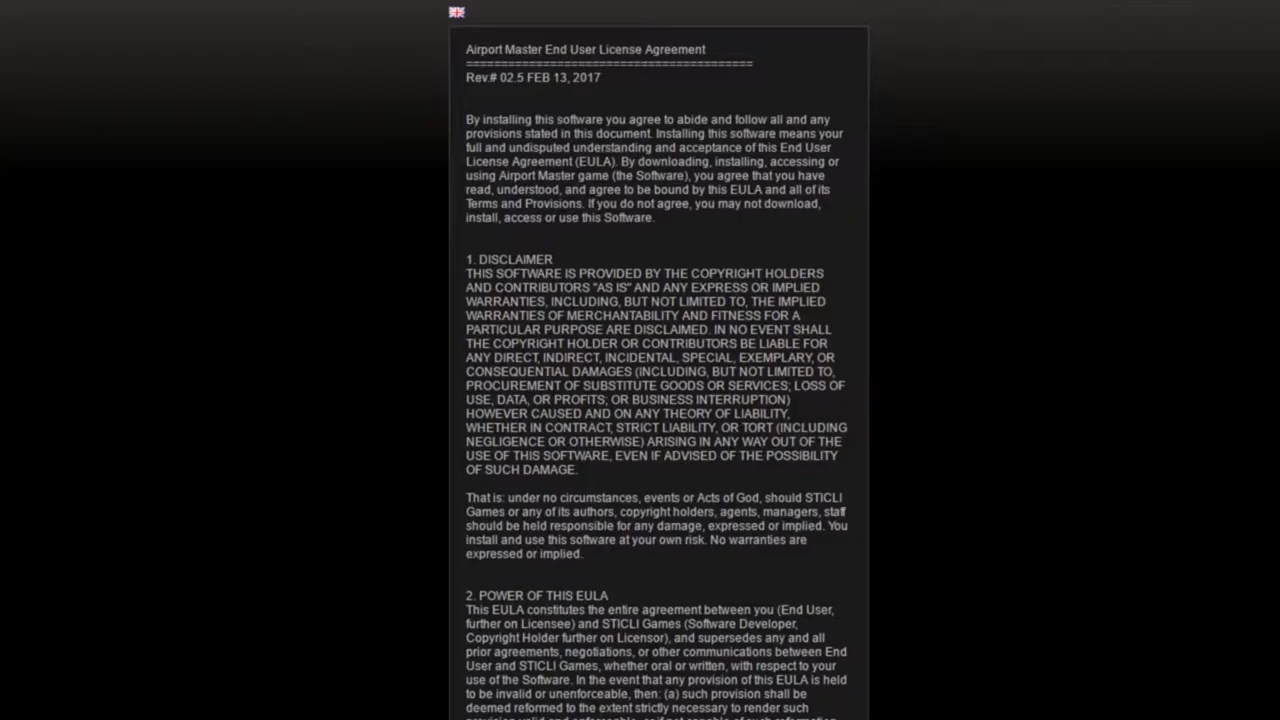 Airport Master End User License Agreement
=========================================
Rev.# 02.5 FEB 13, 2017
By installing this software you agree to abide and follow all and any
provisions stated in this document. Installing this software means your
full and undisputed understanding and acceptance of this End User
License Agreement (EULA). By downloading, installing, accessing or
using Airport Master game (the Software), you agree that you have
read, understood, and agree to be bound by this EULA and all of its
Terms and Provisions. If you do not agree, you may not download,
install, access or use this Software.
1. DISCLAIMER
THIS SOFTWARE IS PROVIDED BY THE COPYRIGHT HOLDERS
AND CONTRIBUTORS "AS IS" AND ANY EXPRESS OR IMPLIED
WARRANTIES, INCLUDING, BUT NOT LIMITED TO, THE IMPLIED
WARRANTIES OF MERCHANTABILITY AND FITNESS FOR A
PARTICULAR PURPOSE ARE DISCLAIMED. IN NO EVENT SHALL
THE COPYRIGHT HOLDER OR CONTRIBUTORS BE LIABLE FOR
ANY DIRECT, INDIRECT, INCIDENTAL, SPECIAL, EXEMPLARY, OR
CONSEQUENTIAL DAMAGES (INCLUDING, BUT NOT LIMITED TO,
PROCUREMENT OF SUBSTITUTE GOODS OR SERVICES; LOSS OF
USE, DATA, OR PROFITS; OR BUSINESS INTERRUPTION)
HOWEVER CAUSED AND ON ANY THEORY OF LIABILITY,
WHETHER IN CONTRACT, STRICT LIABILITY, OR TORT (INCLUDING
NEGLIGENCE OR OTHERWISE) ARISING IN ANY WAY OUT OF THE
USE OF THIS SOFTWARE, EVEN IF ADVISED OF THE POSSIBILITY
OF SUCH DAMAGE.
That is: under no circumstances, events or Acts of God, should STICLI
Games or any of its authors, copyright holders, agents, managers, staff
should be held responsible for any damage, expressed or implied. You
install and use this software at your own risk. No warranties are
expressed or implied.
2. POWER OF THIS EULA
This EULA constitutes the entire agreement between you (End User,
further on Licensee) and STICLI Games (Software Developer,
Copyright Holder further on Licensor), and supersedes any and all
prior agreements, negotiations, or other communications between End
User and STICLI Games, whether oral or written, with respect to your
use of the Software. In the event that any provision of this EULA is held
to be invalid or unenforceable, then: (a) such provision shall be
deemed reformed to the extent strictly necessary to render such